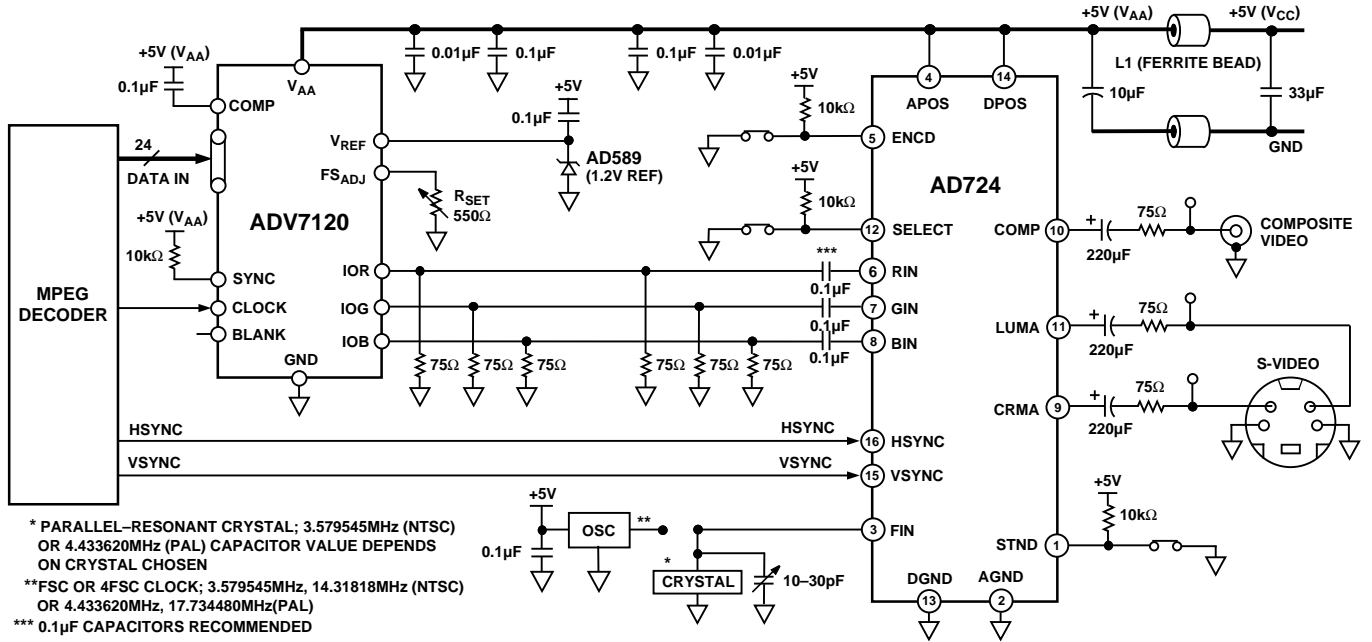 +5V (VAA)
0.1µF
COMP
VAA
0.01µF
0.1µF
0.1µF
0.01µF
+5V (VAA)
+5V (VCC)
L1 (FERRITE BEAD)
10µF
33µF
GND
24
DATA IN
MPEG
DECODER
ADV7120
VREF
FSADJ
0.1µF
+5V
AD589
(1.2V REF)
RSET
550Ω
+5V (VAA)
10kΩ
SYNC
CLOCK
BLANK
GND
IOR
IOG
IOB
75Ω
75Ω
75Ω
75Ω
75Ω
75Ω
+5V
10kΩ
+5V
10kΩ
***
0.1µF
0.1µF
0.1µF
4
APOS
14
DPOS
5
ENCD
AD724
12
SELECT
6
RIN
7
GIN
8
BIN
COMP
10
+
220µF
75Ω
COMPOSITE
VIDEO
LUMA
11
+
220µF
75Ω
S-VIDEO
CRMA
9
+
220µF
75Ω
HSYNC
HSYNC
16
HSYNC
VSYNC
VSYNC
15
VSYNC
+5V
0.1µF
OSC
**
3
FIN
*
CRYSTAL
10–30pF
+5V
10kΩ
STND
1
DGND
13
AGND
2
* PARALLEL–RESONANT CRYSTAL; 3.579545MHz (NTSC)
OR 4.433620MHz (PAL) CAPACITOR VALUE DEPENDS
ON CRYSTAL CHOSEN
**FSC OR 4FSC CLOCK; 3.579545MHz, 14.31818MHz (NTSC)
OR 4.433620MHz, 17.734480MHz(PAL)
*** 0.1µF CAPACITORS RECOMMENDED